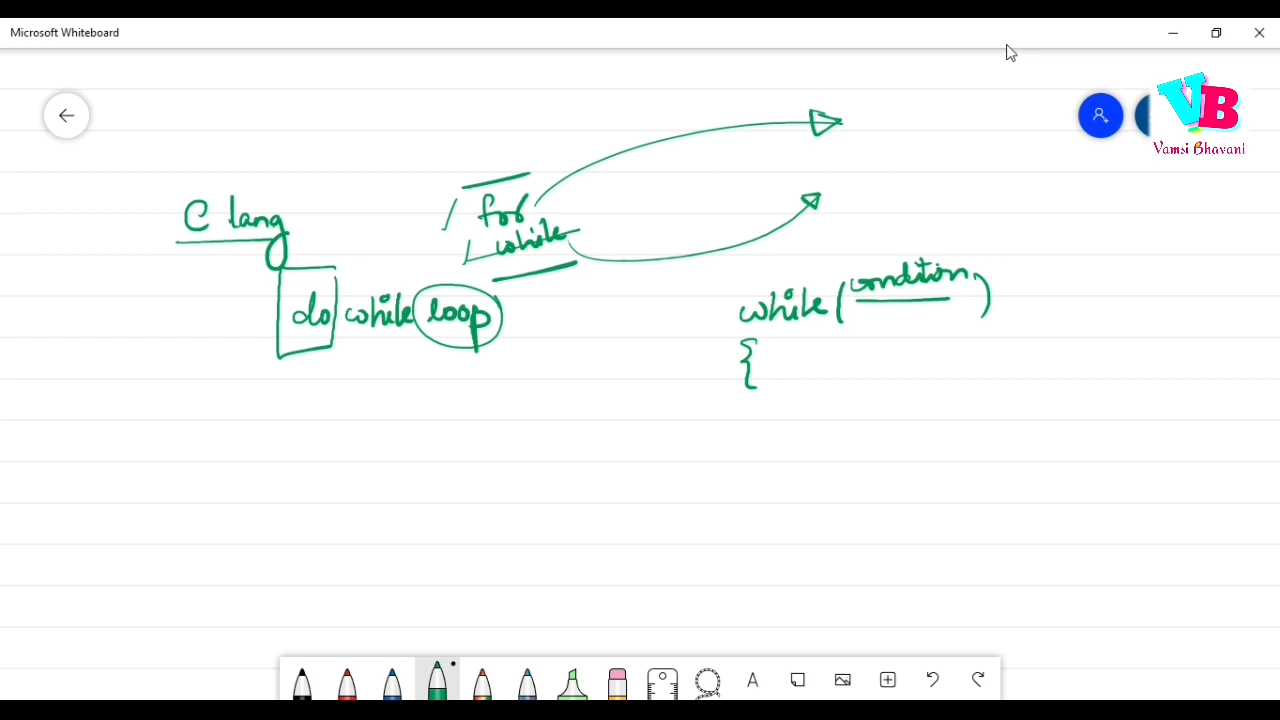 Microsoft Whiteboard
VB
Vamsi Bhavani
C lang
for
while
do while loop
while (condition)
{
A